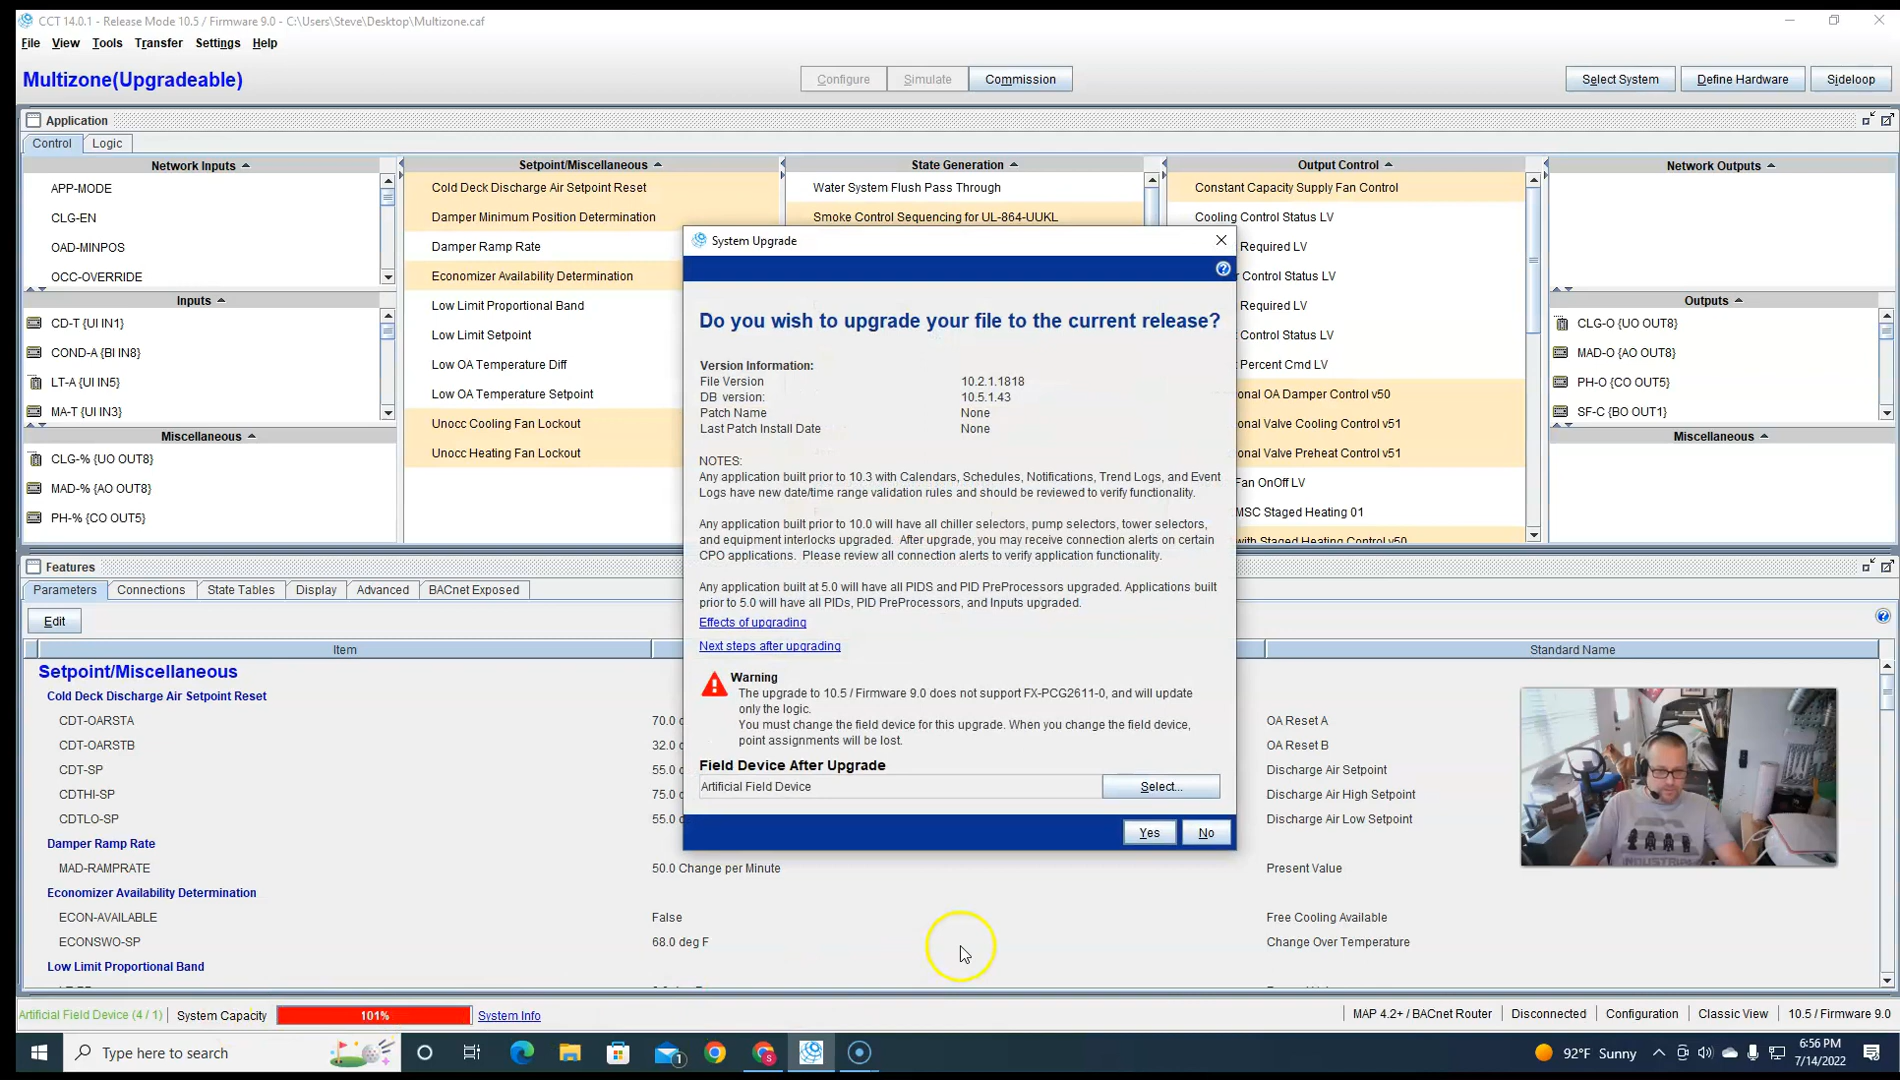 CCT 14.0.1 - Release Mode 10.5 / Firmware 9.0 - C:\Users\Steve\Desktop\Multizone.caf
File View Tools Transfer Settings Help
Multizone(Upgradeable)
Configure Simulate Commission
Select System Define Hardware Sideloop
Application
Control Logic
Network Inputs
APP-MODE
CLG-EN
OAD-MINPOS
OCC-OVERRIDE
Inputs
CD-T {UI IN1}
COND-A {BI IN8}
LT-A {UI IN5}
MA-T {UI IN3}
Miscellaneous
CLG-% {UO OUT8}
MAD-% {AO OUT8}
PH-% {CO OUT5}
Setpoint/Miscellaneous
Cold Deck Discharge Air Setpoint Reset
Damper Minimum Position Determination
Damper Ramp Rate
Economizer Availability Determination
Low Limit Proportional Band
Low Limit Setpoint
Low OA Temperature Diff
Low OA Temperature Setpoint
Unocc Cooling Fan Lockout
Unocc Heating Fan Lockout
State Generation
Water System Flush Pass Through
Smoke Control Sequencing for UL-864-UUKL
Output Control
Constant Capacity Supply Fan Control
Cooling Control Status LV
Required LV
Control Status LV
Required LV
Control Status LV
Percent Cmd LV
onal OA Damper Control v50
onal Valve Cooling Control v51
onal Valve Preheat Control v51
Fan OnOff LV
MSC Staged Heating 01
with Staged Heating Control v50
Network Outputs
Outputs
CLG-O {UO OUT8}
MAD-O {AO OUT8}
PH-O {CO OUT5}
SF-C {BO OUT1}
Miscellaneous
System Upgrade
Do you wish to upgrade your file to the current release?
Version Information:
File Version 10.2.1.1818
DB version: 10.5.1.43
Patch Name None
Last Patch Install Date None
NOTES:
Any application built prior to 10.3 with Calendars, Schedules, Notifications, Trend Logs, and Event
Logs have new date/time range validation rules and should be reviewed to verify functionality.
Any application built prior to 10.0 will have all chiller selectors, pump selectors, tower selectors,
and equipment interlocks upgraded. After upgrade, you may receive connection alerts on certain
CPO applications. Please review all connection alerts to verify application functionality.
Any application built at 5.0 will have all PIDS and PID PreProcessors upgraded. Applications built
prior to 5.0 will have all PIDs, PID PreProcessors, and Inputs upgraded.
Effects of upgrading
Next steps after upgrading
Warning
The upgrade to 10.5 / Firmware 9.0 does not support FX-PCG2611-0, and will update
only the logic.
You must change the field device for this upgrade. When you change the field device,
point assignments will be lost.
Field Device After Upgrade
Artificial Field Device Select...
Yes No
Features
Parameters Connections State Tables Display Advanced BACnet Exposed
Edit
Item Standard Name
Setpoint/Miscellaneous
Cold Deck Discharge Air Setpoint Reset
CDT-OARSTA 70.0 OA Reset A
CDT-OARSTB 32.0 OA Reset B
CDT-SP 55.0 Discharge Air Setpoint
CDTHI-SP 75.0 Discharge Air High Setpoint
CDTLO-SP 55.0 Discharge Air Low Setpoint
Damper Ramp Rate
MAD-RAMPRATE 50.0 Change per Minute Present Value
Economizer Availability Determination
ECON-AVAILABLE False Free Cooling Available
ECONSWO-SP 68.0 deg F Change Over Temperature
Low Limit Proportional Band
Artificial Field Device (4 / 1) System Capacity 101% System Info MAP 4.2+ / BACnet Router Disconnected Configuration Classic View 10.5 / Firmware 9.0
Type here to search
1
92°F Sunny
6:56 PM
7/14/2022
INDUSTRIAL